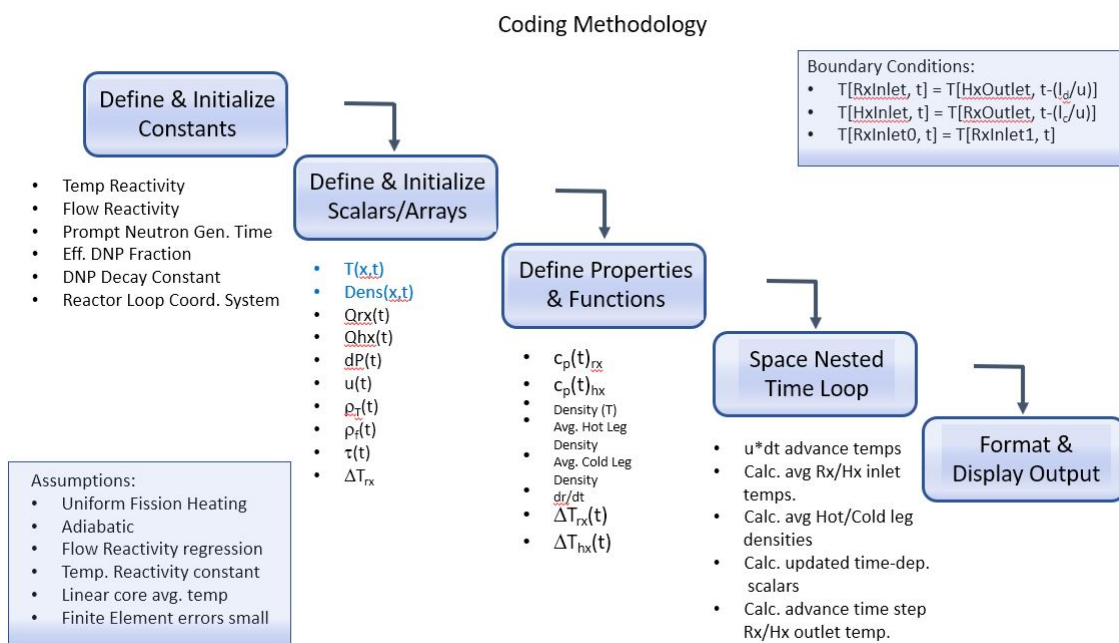 Coding Methodology
Define & Initialize
Constants
• Temp Reactivity
• Flow Reactivity
• Prompt Neutron Gen. Time
• Eff. DNP Fraction
• DNP Decay Constant
• Reactor Loop Coord. System
Define & Initialize
Scalars/Arrays
• T(x,t)
• Dens(x,t)
• Qrx(t)
• Qhx(t)
• dP(t)
• u(t)
• ρT(t)
• ρf(t)
• τ(t)
• ΔTrx
Define Properties
& Functions
• cp(t)rx
• cp(t)hx
• Density (T)
• Avg. Hot Leg
Density
• Avg. Cold Leg
Density
• dr/dt
• ΔTrx(t)
• ΔThx(t)
Space Nested
Time Loop
• u*dt advance temps
• Calc. avg Rx/Hx inlet
temps.
• Calc. avg Hot/Cold leg
densities
• Calc. updated time-dep.
scalars
• Calc. advance time step
Rx/Hx outlet temp.
Format &
Display Output
Boundary Conditions:
• T[RxInlet, t] = T[HxOutlet, t-(ld/u)]
• T[HxInlet, t] = T[RxOutlet, t-(lc/u)]
• T[RxInlet0, t] = T[RxInlet1, t]
Assumptions:
• Uniform Fission Heating
• Adiabatic
• Flow Reactivity regression
• Temp. Reactivity constant
• Linear core avg. temp
• Finite Element errors small